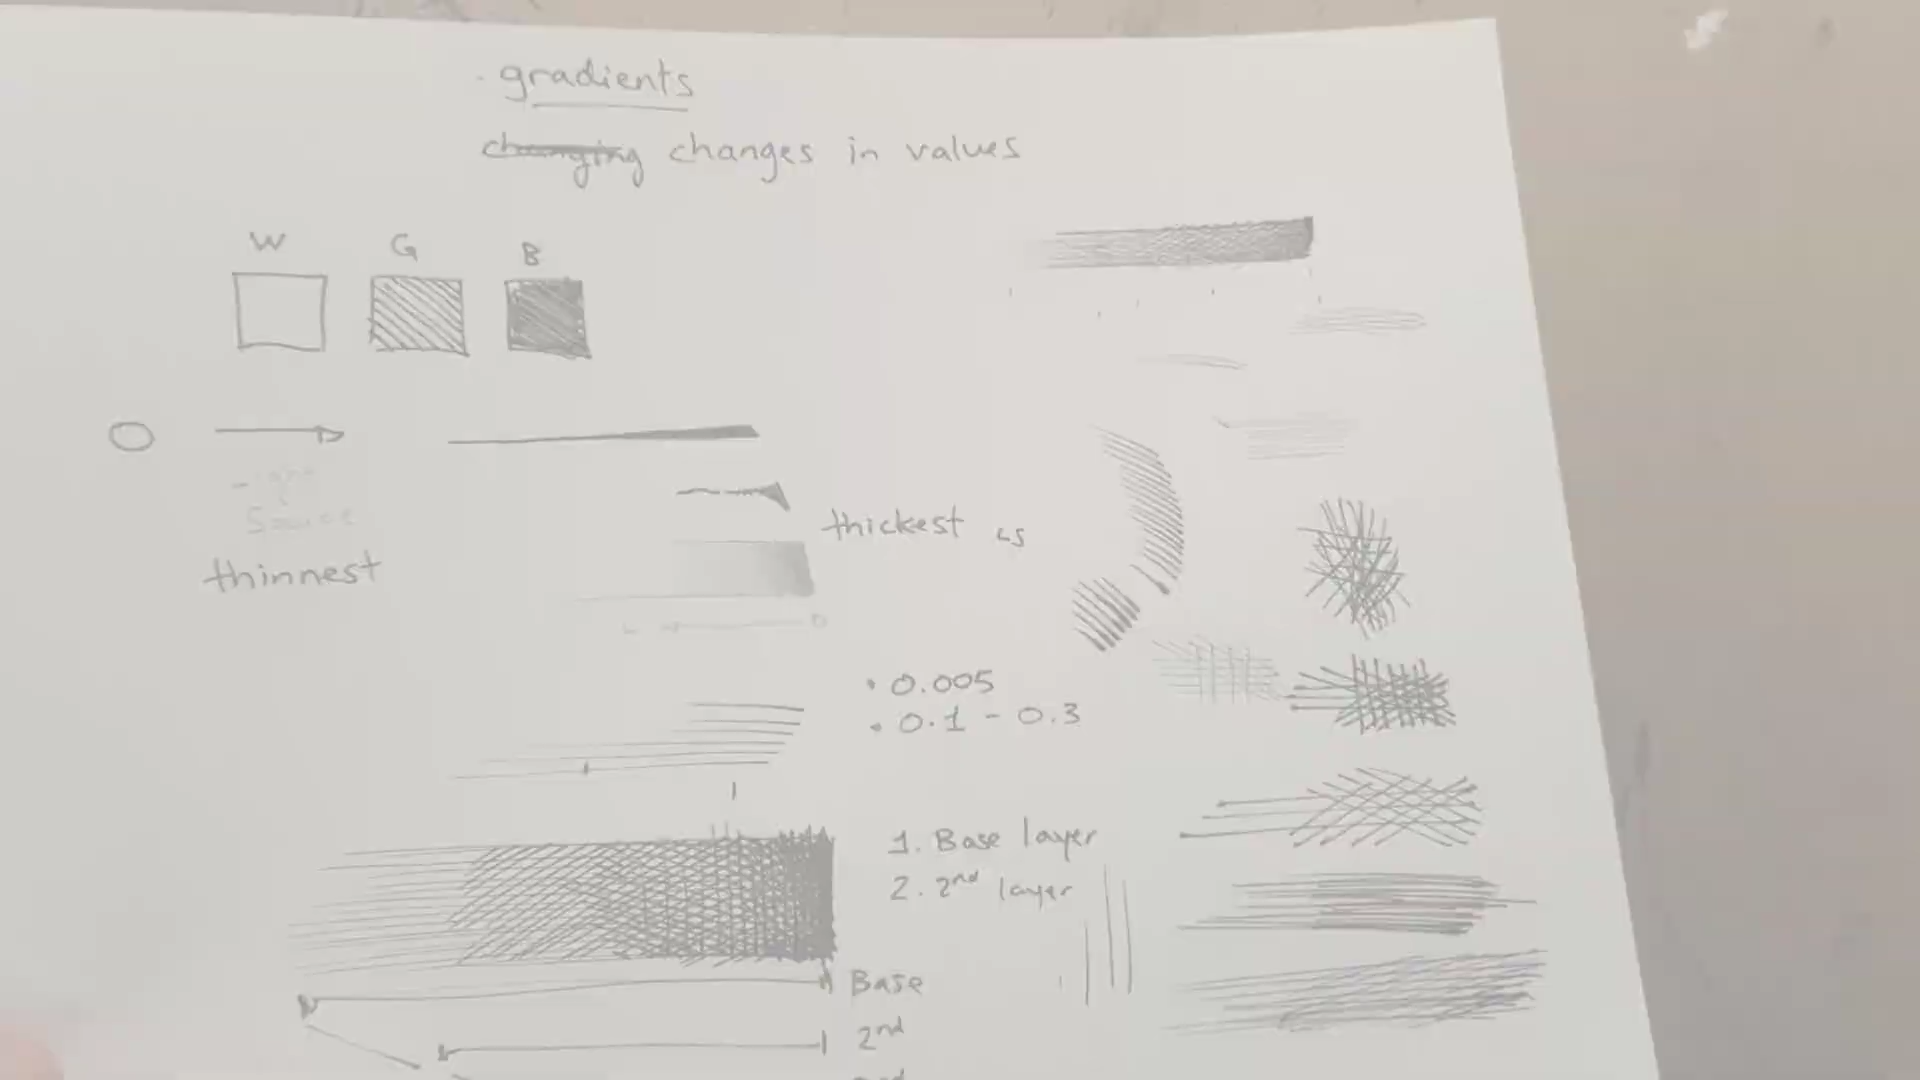 . gradients
changing changes in values
W G B
Source
thickest
thinnest
• 0.005
• 0.1 - 0.3
1. Base layer
2. 2nd layer
Base
2nd